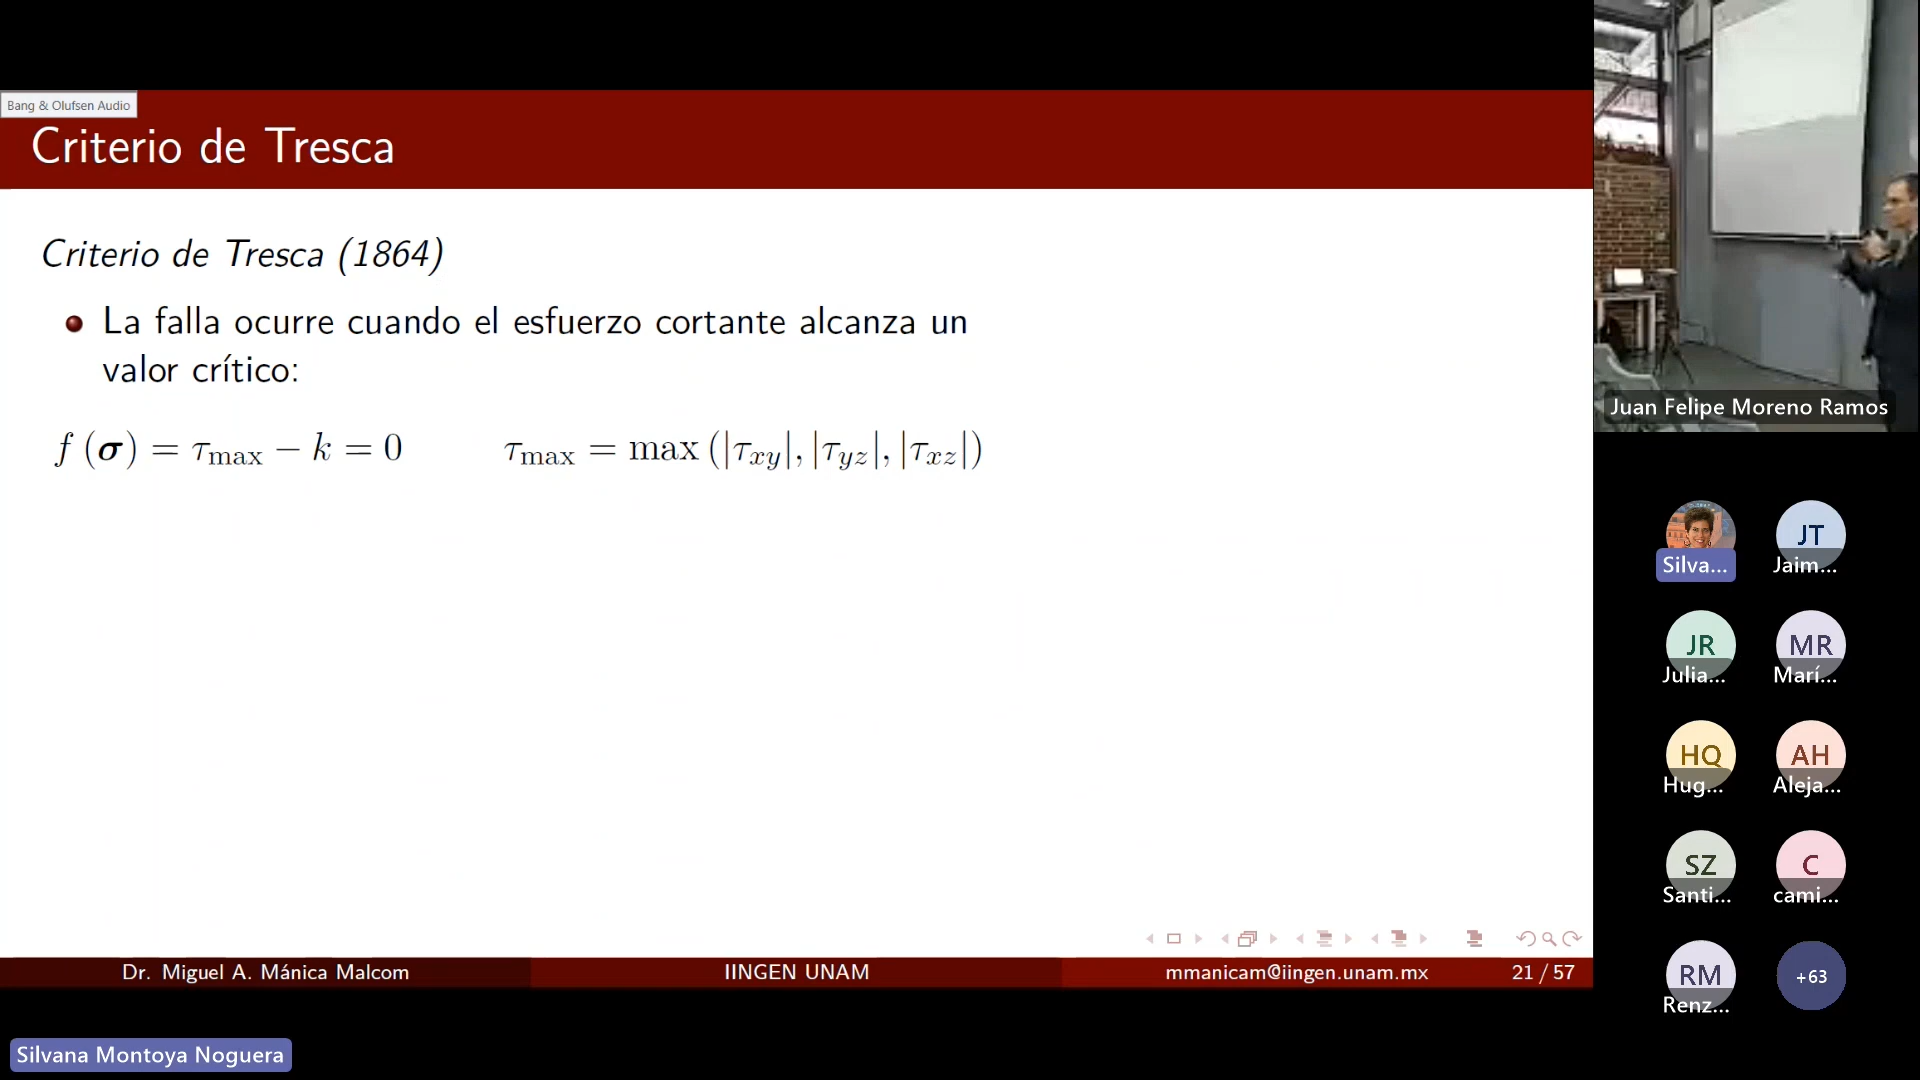 Bang & Olufsen Audio
Criterio de Tresca
Criterio de Tresca (1864)
La falla ocurre cuando el esfuerzo cortante alcanza un
valor crítico:
f (σ) = τmax − k = 0 τmax = max (|τxy|, |τyz|, |τxz|)
Dr. Miguel A. Mánica Malcom IINGEN UNAM mmanicam@iingen.unam.mx 21 / 57
Silvana Montoya Noguera
Juan Felipe Moreno Ramos
Silva...
JT
Jaim...
JR
Julia...
MR
Marí...
HQ
Hug...
AH
Aleja...
SZ
Santi...
C
cami...
RM
Renz...
+63